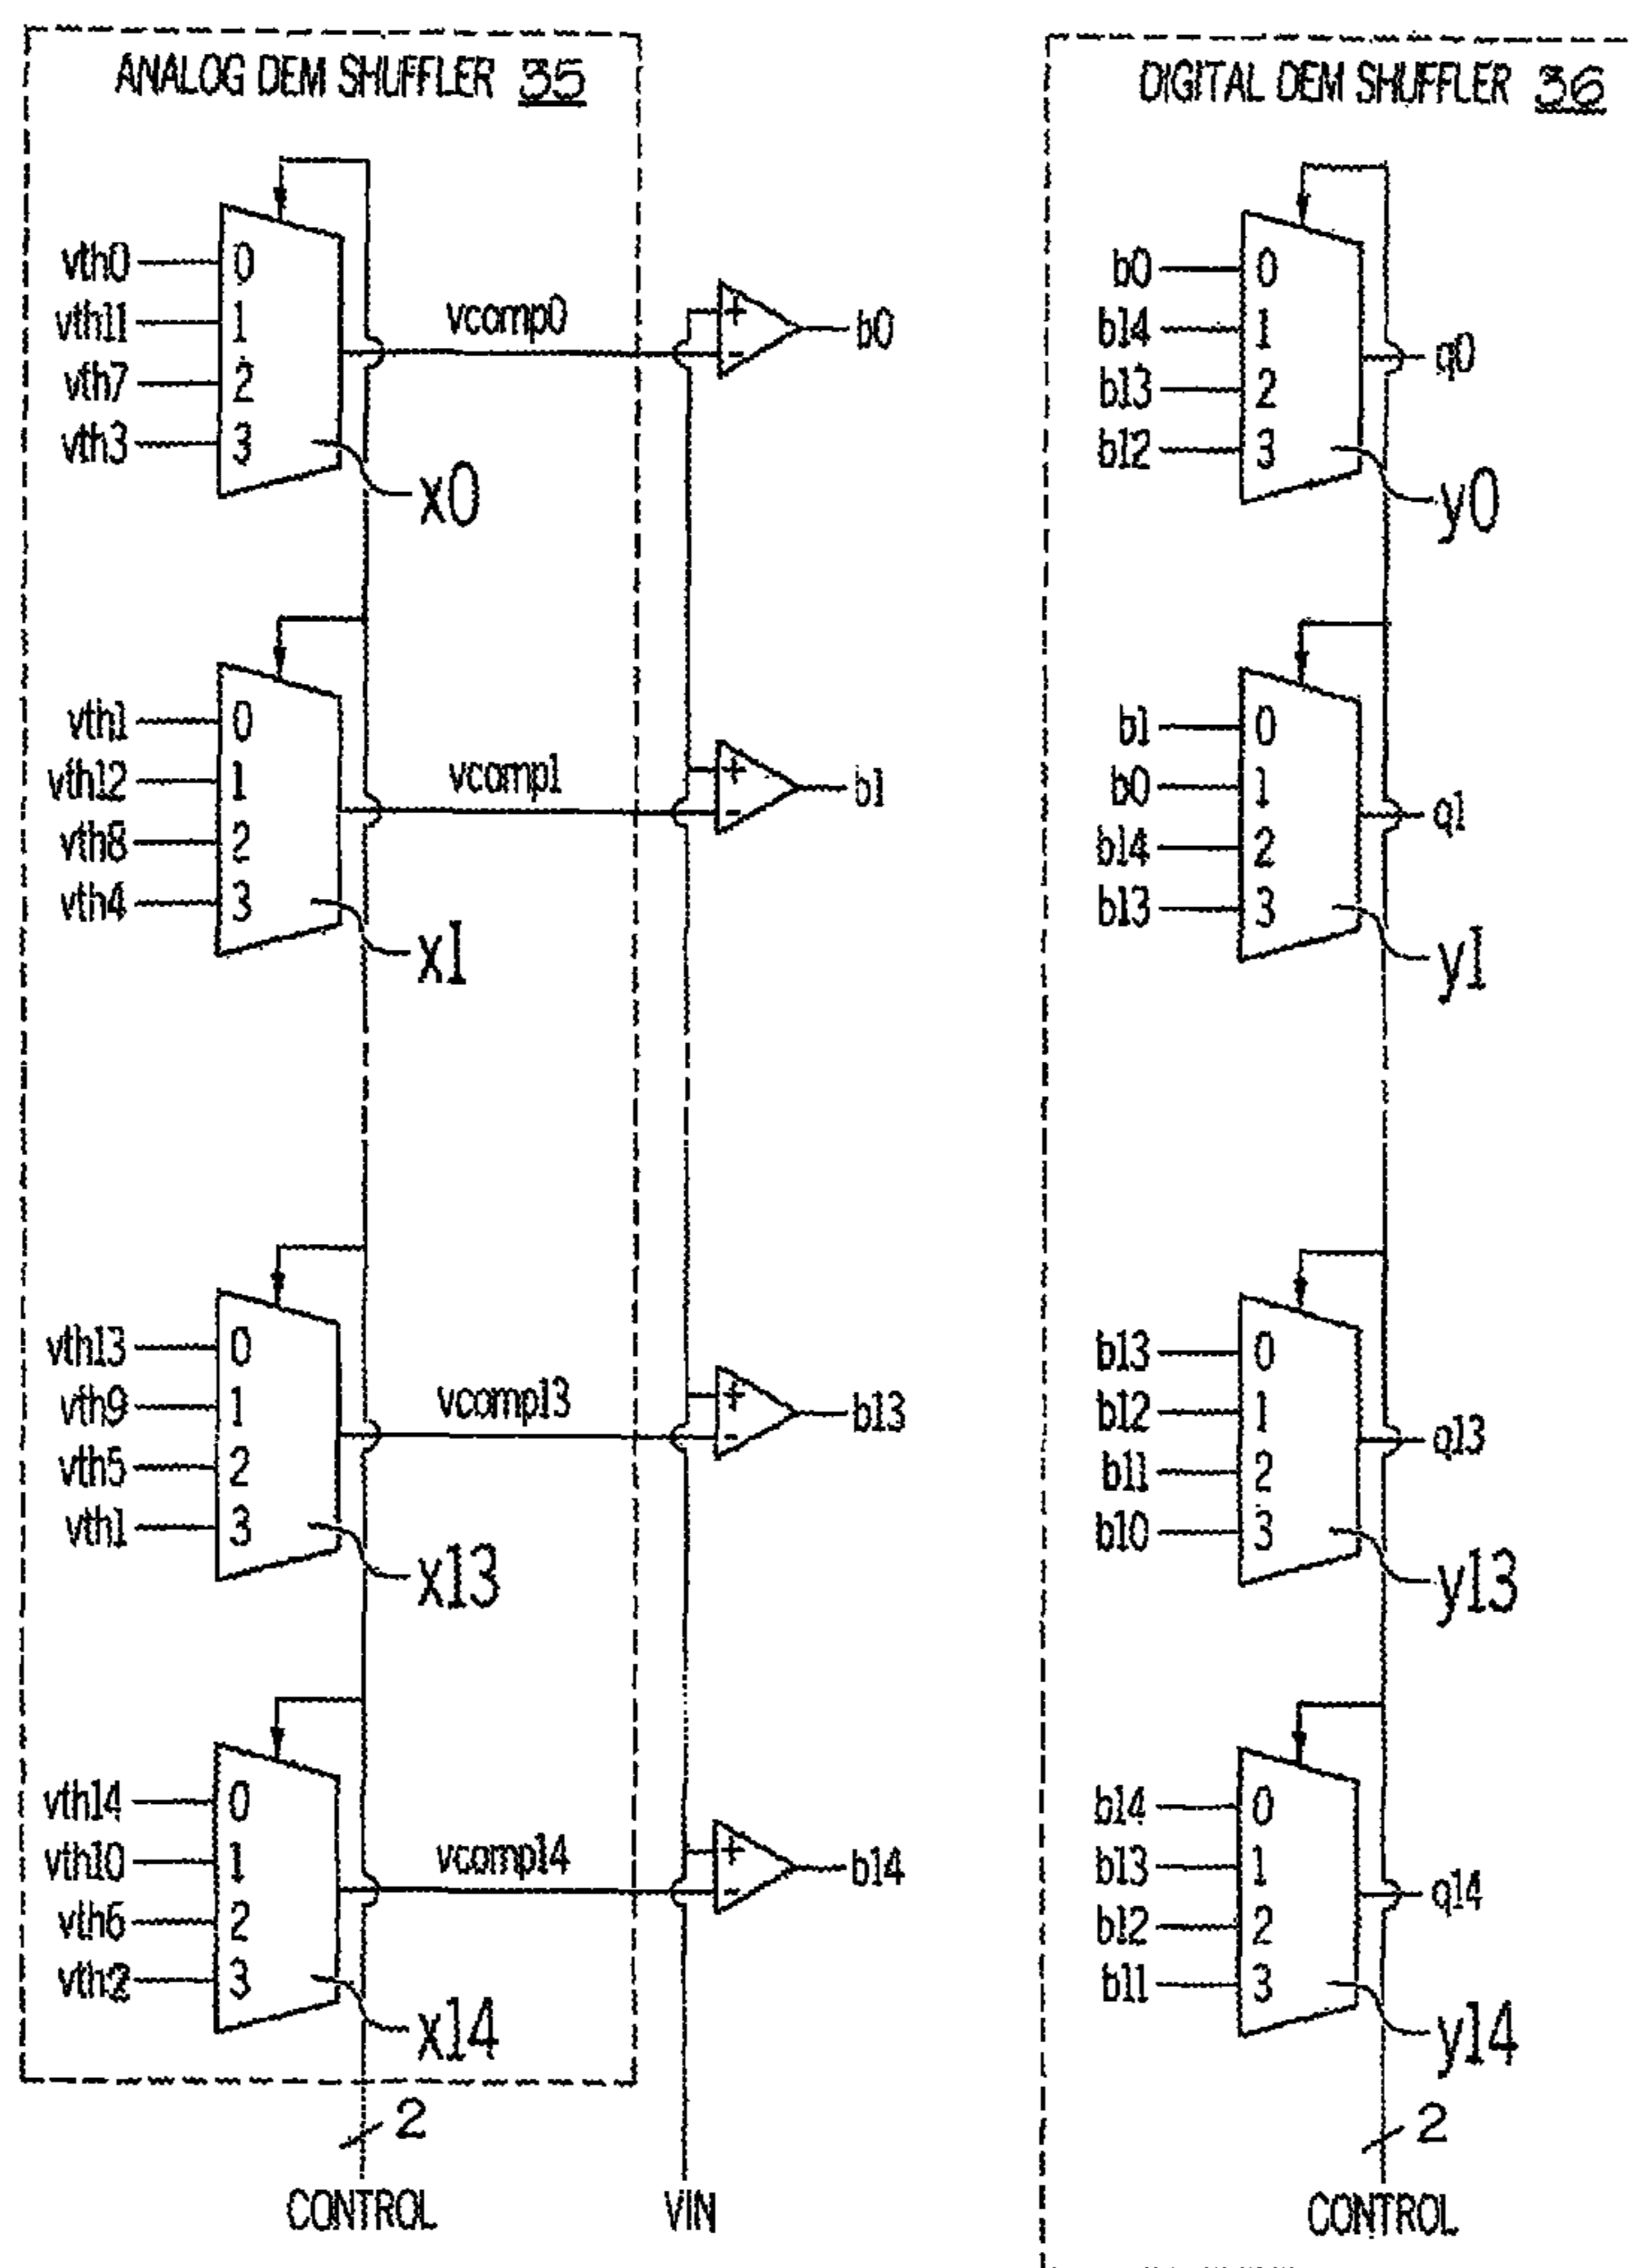 ANALOG DEM SHUFFLER 35
vth0 0
vth11 1
vth7 2
vth3 3
vcomp0
+
-
b0
x0
vth1 0
vth12 1
vth8 2
vth4 3
vcomp1
+
-
b1
x1
vth13 0
vth9 1
vth5 2
vth1 3
vcomp13
+
-
b13
x13
vth14 0
vth10 1
vth6 2
vth2 3
vcomp14
+
-
b14
x14
2
CONTROL
VIN
DIGITAL DEM SHUFFLER 36
b0 0
b14 1
b13 2
b12 3
q0
y0
b1 0
b0 1
b14 2
b13 3
q1
y1
b13 0
b12 1
b11 2
b10 3
q13
y13
b14 0
b13 1
b12 2
b11 3
q14
y14
2
CONTROL